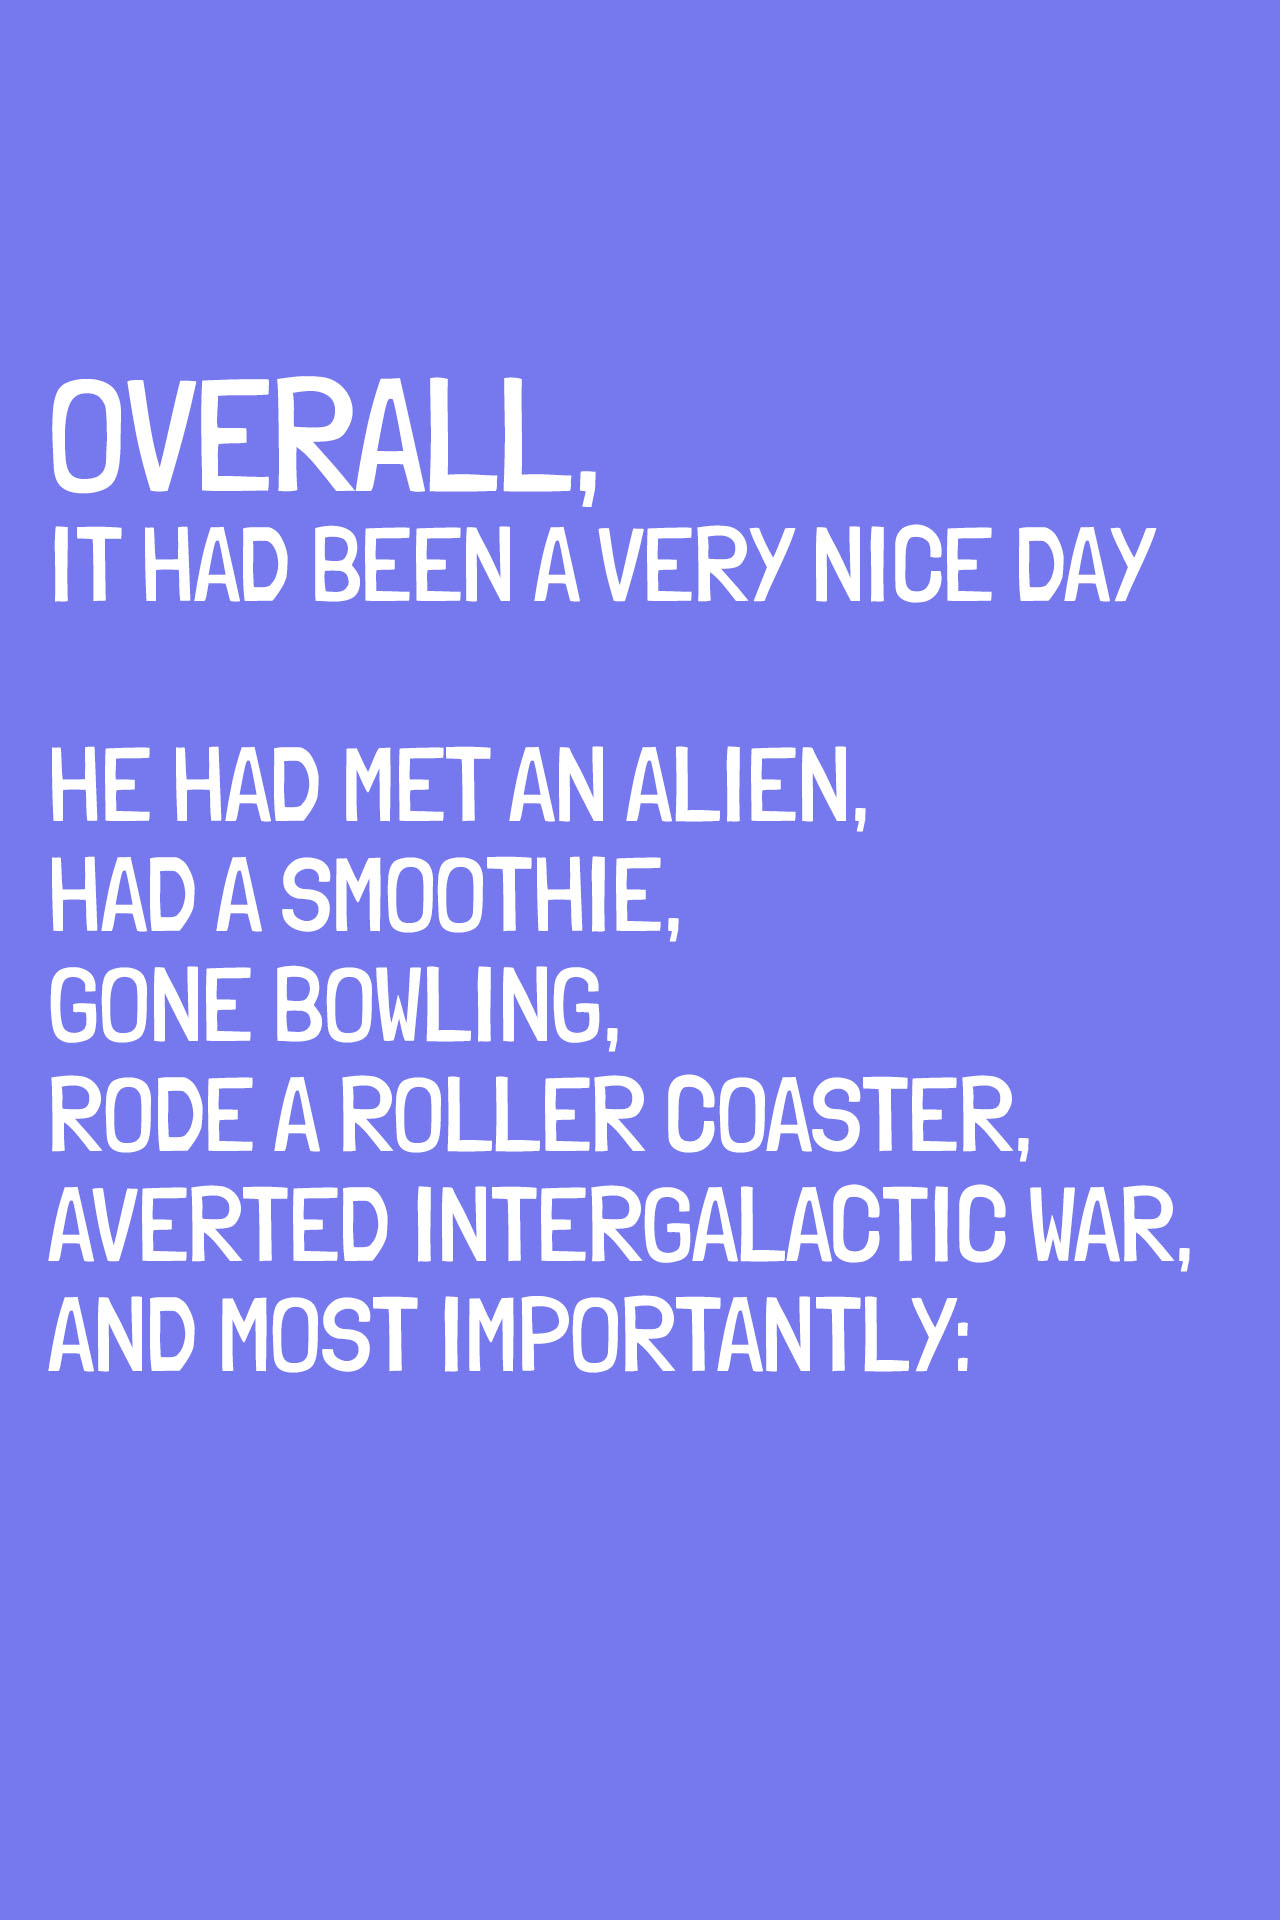 OVERALL,
IT HAD BEEN A VERY NICE DAY
HE HAD MET AN ALIEN,
HAD A SMOOTHIE,
GONE BOWLING,
RODE A ROLLER COASTER,
AVERTED INTERGALACTIC WAR,
AND MOST IMPORTANTLY: